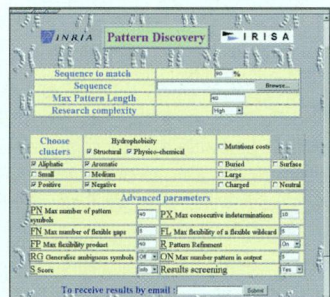 INRIA Pattern Discovery IRISA
Sequence to match 80 %
Sequence Browse...
Max Pattern Length
Research complexity High
Choose clusters Hydrophobicity Structural Physico-chemical Mutations costs
Aliphatic Aromatic Buried Surface
Small Medium Large
Positive Negative Charged Neutral
Advanced parameters
PN Max number of pattern symbols PX Max consecutive indeterminations 10
FN Max number of flexible gaps FL Max flexibility of a flexible wildcard
FP Max flexibility product R Pattern Refinement On
RG Generalise ambiguous symbols Off ON Max number pattern in output
S Score Info Results screening Yes
To receive results by email : Submit